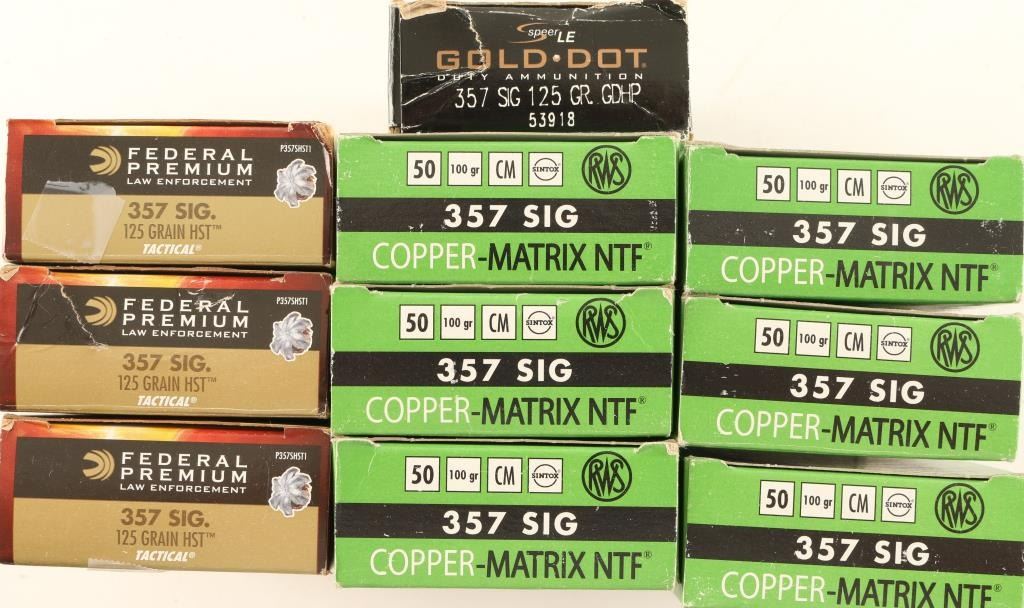 speer LE
GOLD DOT
DUTY AMMUNITION
357 SIG 125 GR. GDHP
53918
FEDERAL P357SHST1
PREMIUM
LAW ENFORCEMENT
357 SIG.
125 GRAIN HST™
TACTICAL®
50 100 gr CM SINTOX RWS
357 SIG
COPPER-MATRIX NTF®
50 100 gr CM SINTOX RWS
357 SIG
COPPER-MATRIX NTF®
FEDERAL P357SHST1
PREMIUM
LAW ENFORCEMENT
357 SIG.
125 GRAIN HST™
TACTICAL®
50 100 gr CM SINTOX RWS
357 SIG
COPPER-MATRIX NTF®
50 100 gr CM SINTOX RWS
357 SIG
COPPER-MATRIX NTF®
FEDERAL P357SHST1
PREMIUM
LAW ENFORCEMENT
357 SIG.
125 GRAIN HST™
TACTICAL®
50 100 gr CM SINTOX RWS
357 SIG
COPPER-MATRIX NTF®
50 100 gr CM SINTOX RWS
357 SIG
COPPER-MATRIX NTF®